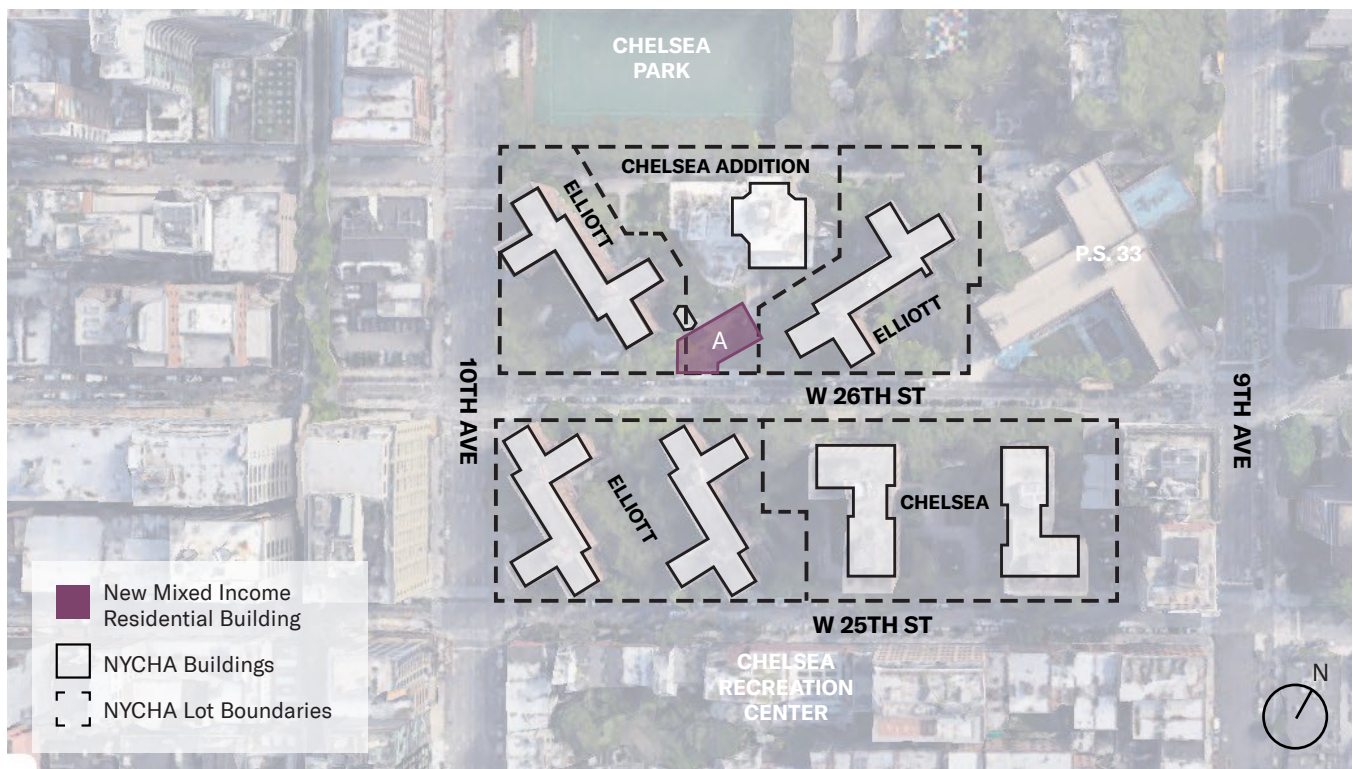 CHELSEA
PARK
CHELSEA ADDITION
ELLIOTT
P.S. 33
ELLIOTT
A
10TH AVE
W 26TH ST
9TH AVE
ELLIOTT
CHELSEA
W 25TH ST
CHELSEA
RECREATION
CENTER
New Mixed Income
Residential Building
NYCHA Buildings
NYCHA Lot Boundaries
N